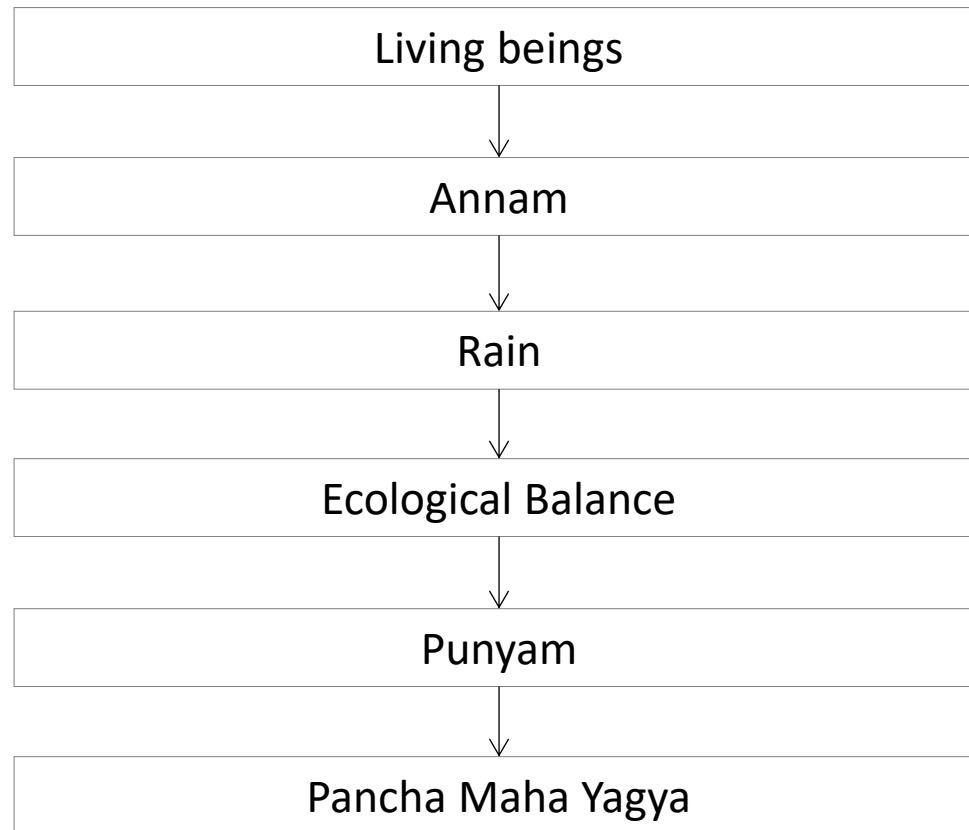 Living beings
Annam
Rain
Ecological Balance
Punyam
Pancha Maha Yagya